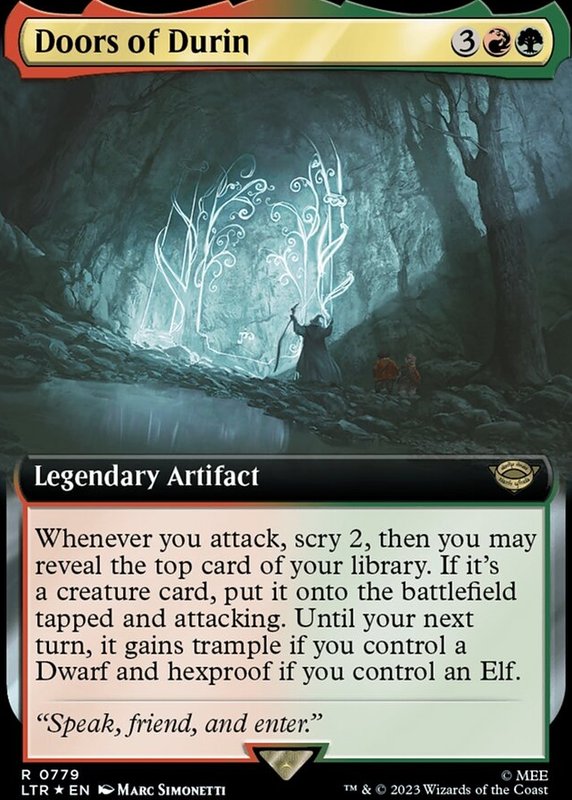 Doors of Durin 3
Legendary Artifact
Whenever you attack, scry 2, then you may
reveal the top card of your library. If it's
a creature card, put it onto the battlefield
tapped and attacking. Until your next
turn, it gains trample if you control a
Dwarf and hexproof if you control an Elf.
“Speak, friend, and enter.”
R 0779
LTR ★ EN Marc Simonetti
© MEE
™ & © 2023 Wizards of the Coast